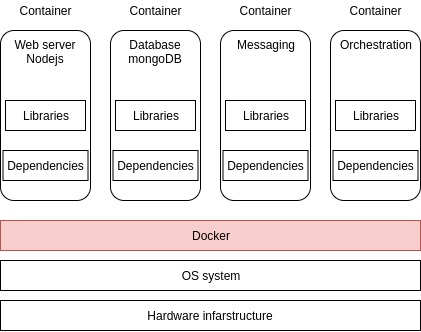 Container Container Container Container
Web server Database Messaging Orchestration
Nodejs mongoDB
Libraries Libraries Libraries Libraries
Dependencies Dependencies Dependencies Dependencies
Docker
OS system
Hardware infarstructure